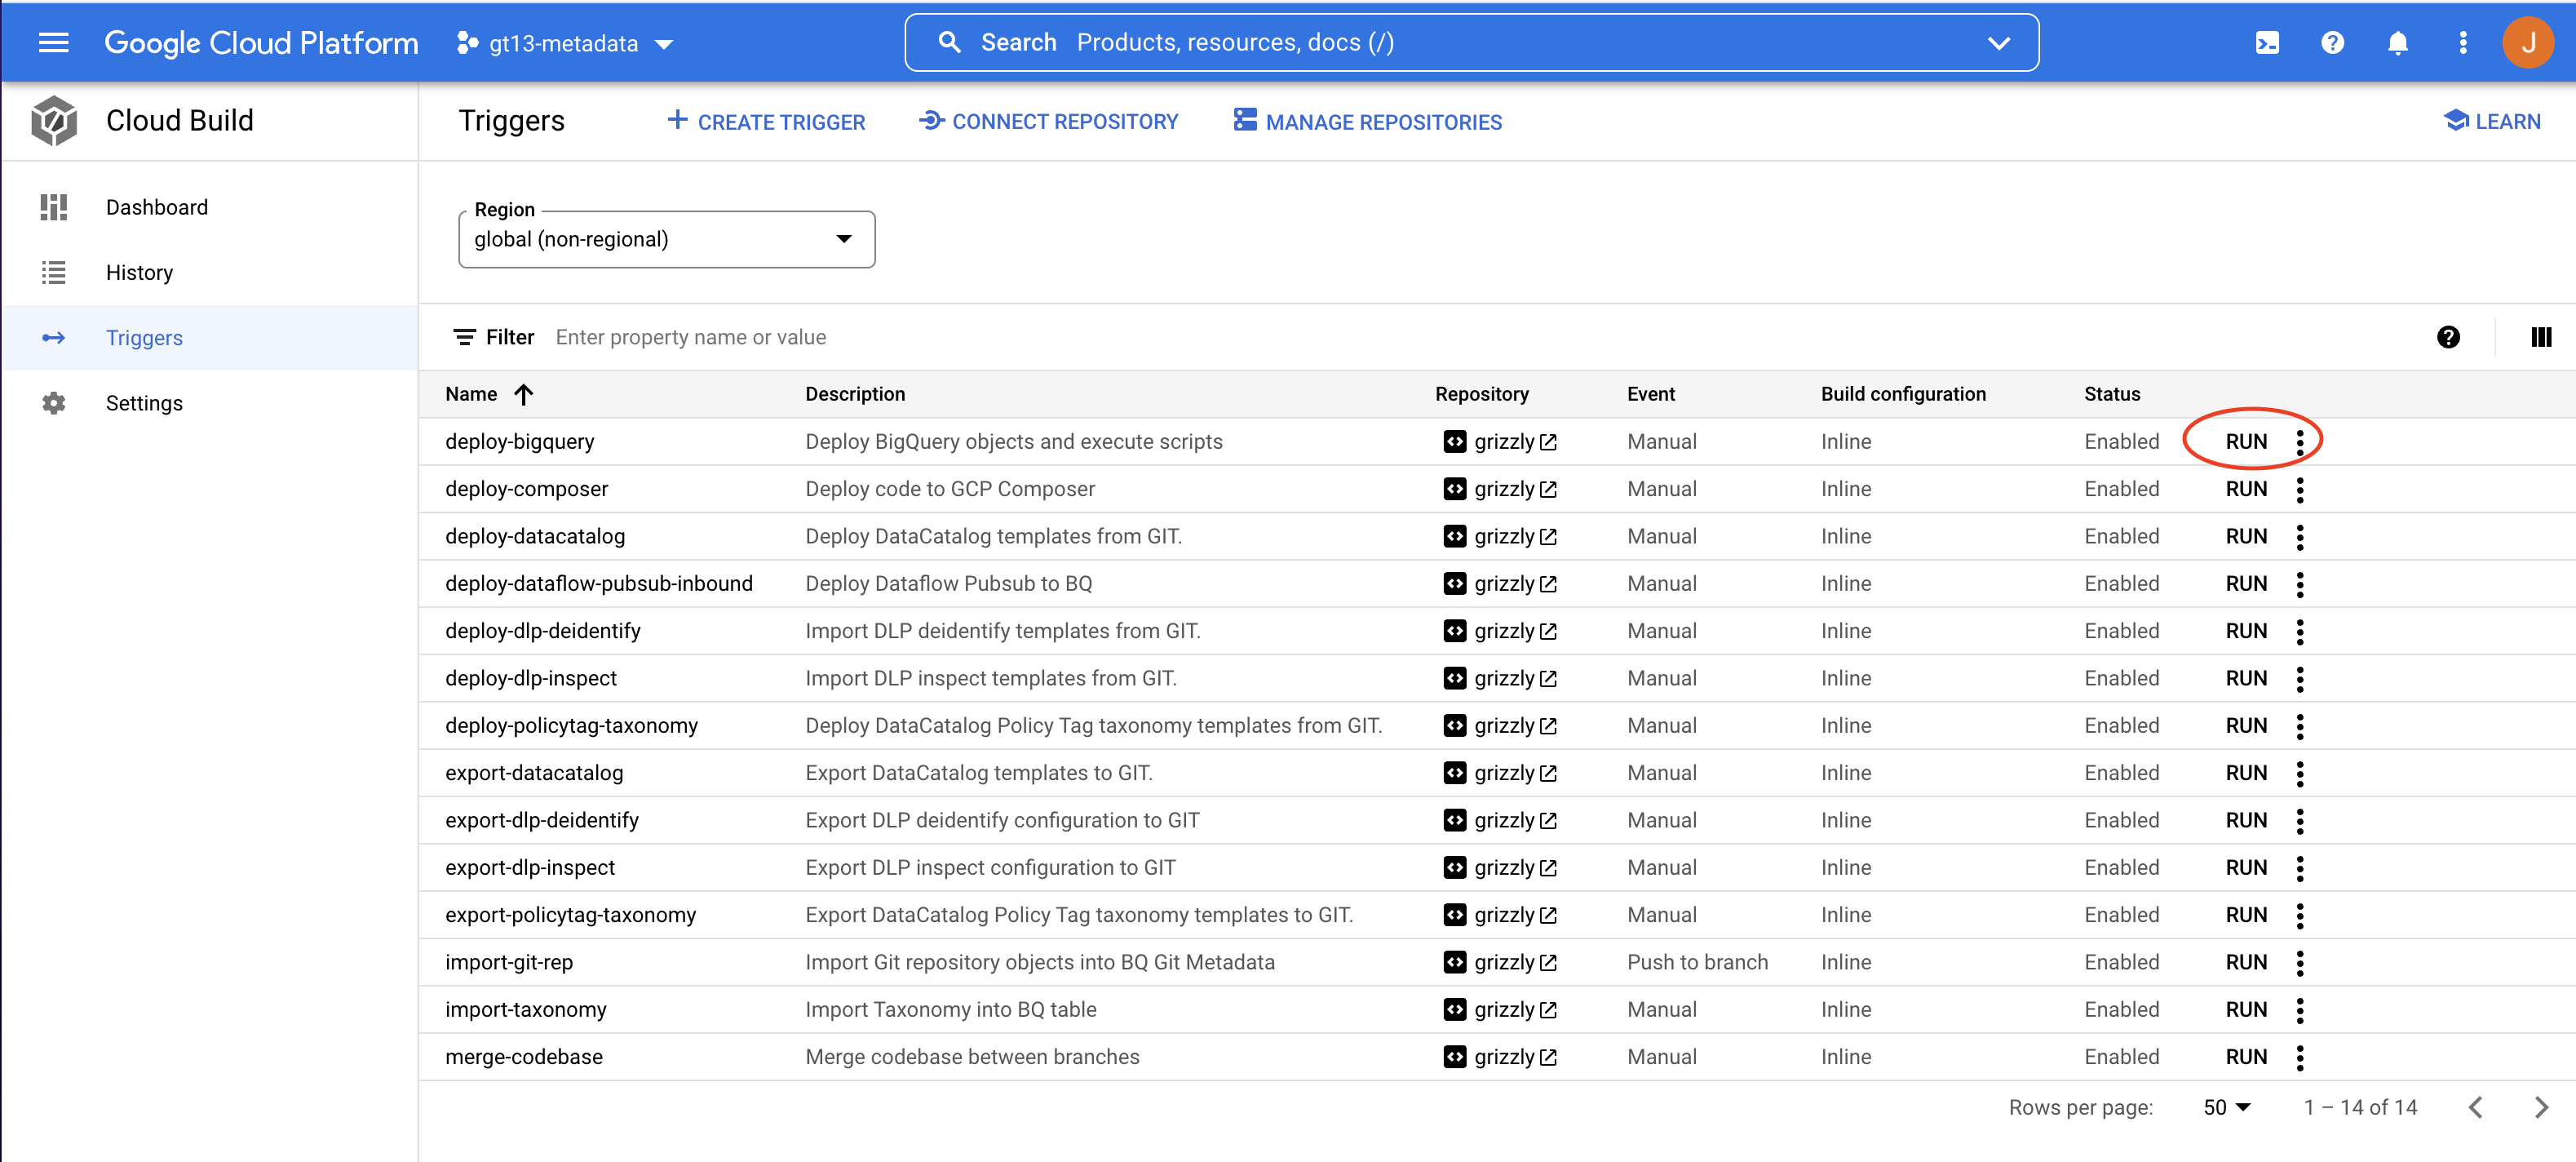 Google Cloud Platform gt13-metadata Search Products, resources, docs (/) J
Cloud Build Triggers CREATE TRIGGER CONNECT REPOSITORY MANAGE REPOSITORIES LEARN
Dashboard
History
Triggers
Settings
Region
global (non-regional)
Filter Enter property name or value
Name Description Repository Event Build configuration Status
deploy-bigquery Deploy BigQuery objects and execute scripts grizzly Manual Inline Enabled RUN
deploy-composer Deploy code to GCP Composer grizzly Manual Inline Enabled RUN
deploy-datacatalog Deploy DataCatalog templates from GIT. grizzly Manual Inline Enabled RUN
deploy-dataflow-pubsub-inbound Deploy Dataflow Pubsub to BQ grizzly Manual Inline Enabled RUN
deploy-dlp-deidentify Import DLP deidentify templates from GIT. grizzly Manual Inline Enabled RUN
deploy-dlp-inspect Import DLP inspect templates from GIT. grizzly Manual Inline Enabled RUN
deploy-policytag-taxonomy Deploy DataCatalog Policy Tag taxonomy templates from GIT. grizzly Manual Inline Enabled RUN
export-datacatalog Export DataCatalog templates to GIT. grizzly Manual Inline Enabled RUN
export-dlp-deidentify Export DLP deidentify configuration to GIT grizzly Manual Inline Enabled RUN
export-dlp-inspect Export DLP inspect configuration to GIT grizzly Manual Inline Enabled RUN
export-policytag-taxonomy Export DataCatalog Policy Tag taxonomy templates to GIT. grizzly Manual Inline Enabled RUN
import-git-rep Import Git repository objects into BQ Git Metadata grizzly Push to branch Inline Enabled RUN
import-taxonomy Import Taxonomy into BQ table grizzly Manual Inline Enabled RUN
merge-codebase Merge codebase between branches grizzly Manual Inline Enabled RUN
Rows per page: 50 1 – 14 of 14